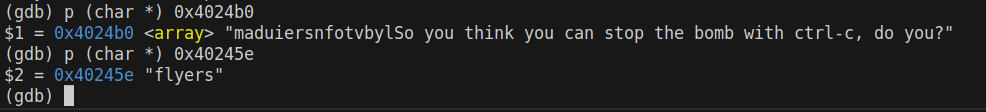 (gdb) p (char *) 0x4024b0
$1 = 0x4024b0 <array> "maduiersnfotvbylSo you think you can stop the bomb with ctrl-c, do you?"
(gdb) p (char *) 0x40245e
$2 = 0x40245e "flyers"
(gdb)